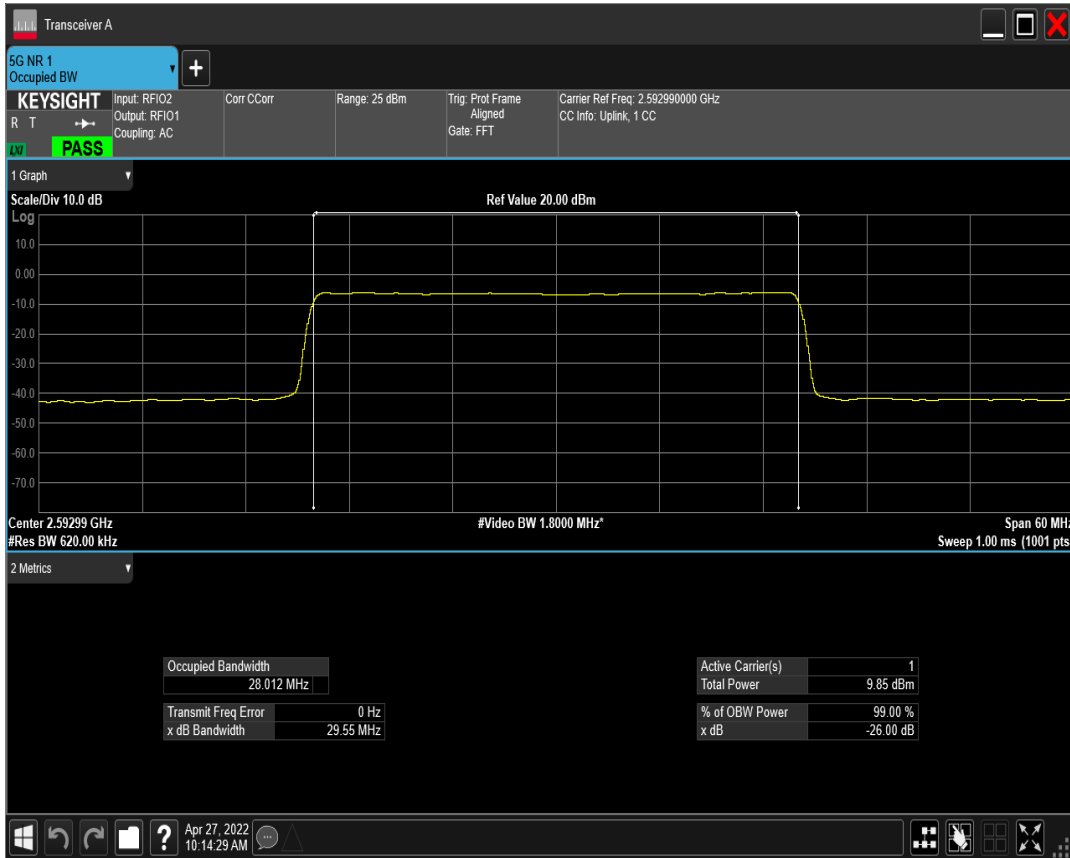 Transceiver A
5G NR 1
Occupied BW
KEYSIGHT
Input: RFIO2
Output: RFIO1
Coupling: AC
Corr CCorr
Range: 25 dBm
Trig: Prot Frame
Aligned
Gate: FFT
Carrier Ref Freq: 2.592990000 GHz
CC Info: Uplink, 1 CC
R T
LXI
PASS
1 Graph
Scale/Div 10.0 dB
Ref Value 20.00 dBm
Log
10.0
0.00
-10.0
-20.0
-30.0
-40.0
-50.0
-60.0
-70.0
Center 2.59299 GHz
#Video BW 1.8000 MHz*
Span 60 MHz
#Res BW 620.00 kHz
Sweep 1.00 ms (1001 pts
2 Metrics
Occupied Bandwidth
28.012 MHz
Transmit Freq Error 0 Hz
x dB Bandwidth 29.55 MHz
Active Carrier(s) 1
Total Power 9.85 dBm
% of OBW Power 99.00 %
x dB -26.00 dB
?
Apr 27, 2022
10:14:29 AM